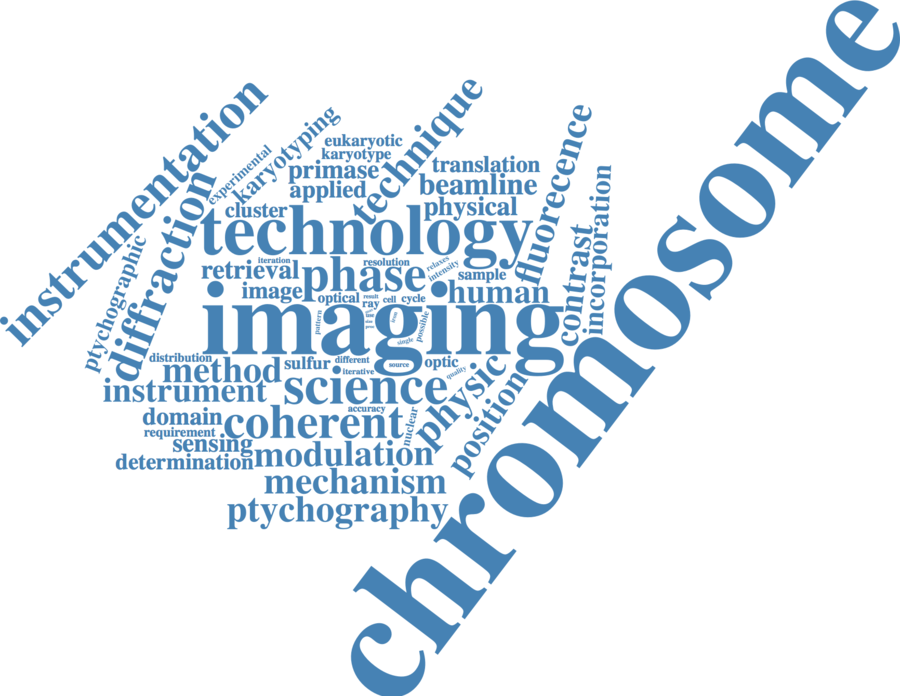 chromosome
instrumentation
technique
karyotyping
experimental
eukaryotic
karyotype
primase
applied
translation
beamline
physical
fluorecence
incorporation
contrast
diffraction
ptychographic
cluster
technology
iteration
resolution
relaxes
intensity
retrieval
phase
sample
image
optical
result
ray
cell
cycle
human
imaging
pattern
possible
single
distribution
method
sulfur
different
source
optic
iterative
quality
instrument
science
physic
position
accuracy
domain
coherent
nuclear
requirement
sensing
determination
modulation
mechanism
ptychography